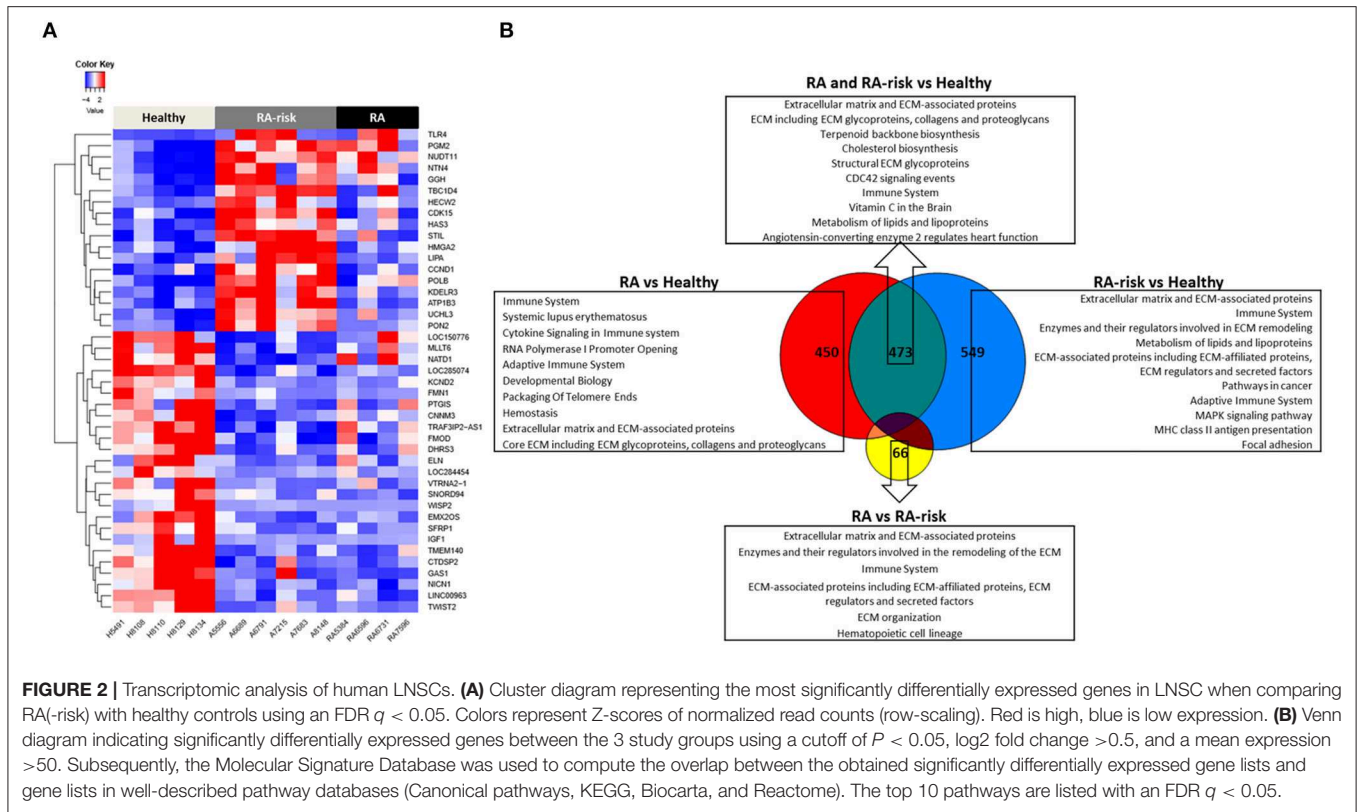 A
Color Key
−4 2
Value
Healthy RA-risk RA
TLR4
PGM2
NUDT11
NTN4
GGH
TBC1D4
HECW2
CDK15
HAS3
STIL
HMGA2
LIPA
CCND1
POLB
KDELR3
ATP1B3
UCHL3
PON2
LOC150776
MLLT6
NATD1
LOC285074
KCND2
FMN1
PTGIS
CNNM3
TRAF3IP2-AS1
FMOD
DHRS3
ELN
LOC284454
VTRNA2-1
SNORD94
WISP2
EMX2OS
SFRP1
IGF1
TMEM140
CTDSP2
GAS1
NICN1
LINC00963
TWIST2
H5491 H8108 H8110 H8129 H8134 A5556 A6689 A6791 A7215 A7683 A8148 RA5384 RA6596 RA6731 RA7596
B
RA and RA-risk vs Healthy
Extracellular matrix and ECM-associated proteins
ECM including ECM glycoproteins, collagens and proteoglycans
Terpenoid backbone biosynthesis
Cholesterol biosynthesis
Structural ECM glycoproteins
CDC42 signaling events
Immune System
Vitamin C in the Brain
Metabolism of lipids and lipoproteins
Angiotensin-converting enzyme 2 regulates heart function
RA vs Healthy
Immune System
Systemic lupus erythematosus
Cytokine Signaling in Immune system
RNA Polymerase I Promoter Opening
Adaptive Immune System
Developmental Biology
Packaging Of Telomere Ends
Hemostasis
Extracellular matrix and ECM-associated proteins
Core ECM including ECM glycoproteins, collagens and proteoglycans
450 473 549
66
RA-risk vs Healthy
Extracellular matrix and ECM-associated proteins
Immune System
Enzymes and their regulators involved in ECM remodeling
Metabolism of lipids and lipoproteins
ECM-associated proteins including ECM-affiliated proteins,
ECM regulators and secreted factors
Pathways in cancer
Adaptive Immune System
MAPK signaling pathway
MHC class II antigen presentation
Focal adhesion
RA vs RA-risk
Extracellular matrix and ECM-associated proteins
Enzymes and their regulators involved in the remodeling of the ECM
Immune System
ECM-associated proteins including ECM-affiliated proteins, ECM
regulators and secreted factors
ECM organization
Hematopoietic cell lineage
FIGURE 2 | Transcriptomic analysis of human LNSCs. (A) Cluster diagram representing the most significantly differentially expressed genes in LNSC when comparing
RA(-risk) with healthy controls using an FDR q < 0.05. Colors represent Z-scores of normalized read counts (row-scaling). Red is high, blue is low expression. (B) Venn
diagram indicating significantly differentially expressed genes between the 3 study groups using a cutoff of P < 0.05, log2 fold change >0.5, and a mean expression
>50. Subsequently, the Molecular Signature Database was used to compute the overlap between the obtained significantly differentially expressed gene lists and
gene lists in well-described pathway databases (Canonical pathways, KEGG, Biocarta, and Reactome). The top 10 pathways are listed with an FDR q < 0.05.